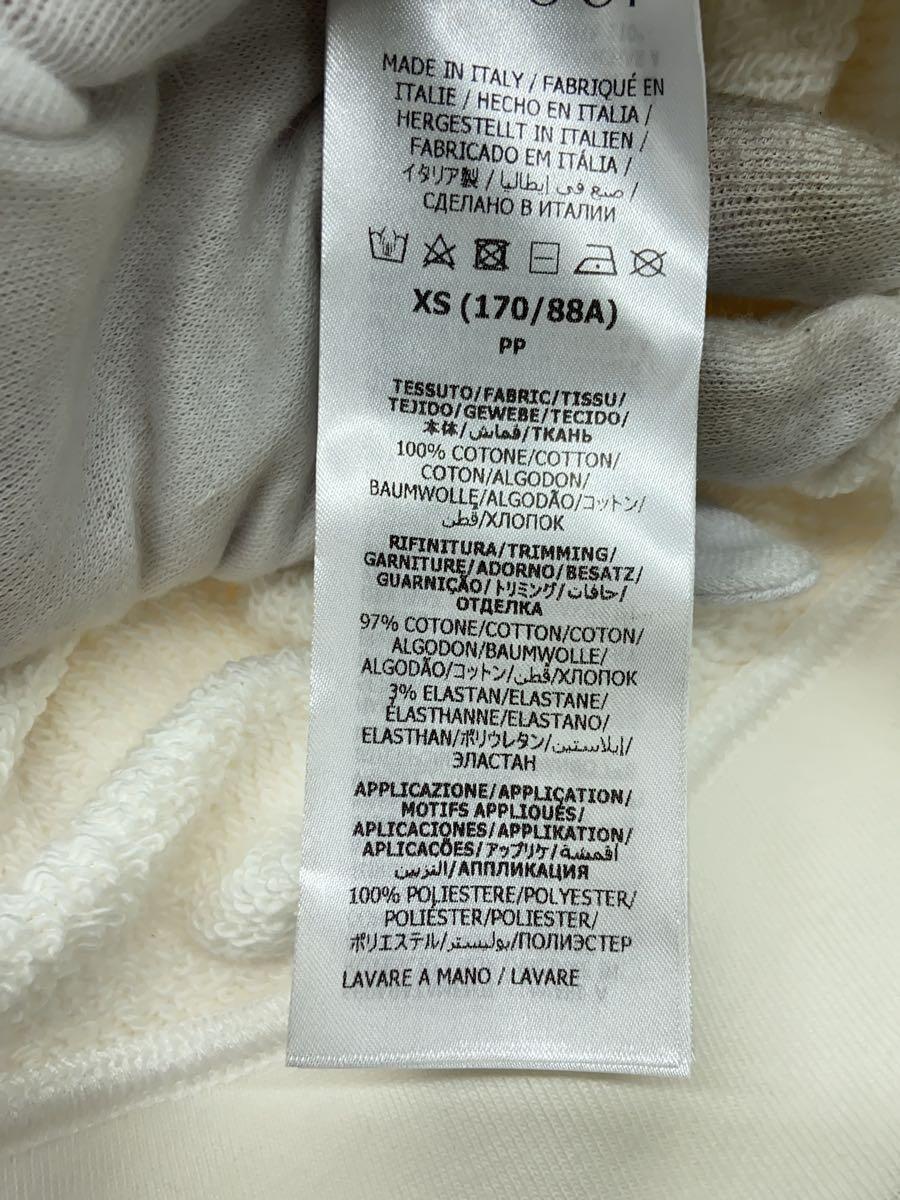 MADE IN ITALY / FABRIQUÉ EN
ITALIE / HECHO EN ITALIA /
HERGESTELLT IN ITALIEN /
FABRICADO EM ITÁLIA /
イタリア製 / صنع في إيطاليا /
СДЕЛАНО В ИТАЛИИ
XS (170/88A)
PP
TESSUTO/FABRIC/TISSU/
TEJIDO/GEWEBE/TECIDO/
本体/قماش/ТКАНЬ
100% COTONE/COTTON/
COTON/ALGODON/
BAUMWOLLE/ALGODÃO/コットン/
قطن/ХЛОПОК
RIFINITURA/TRIMMING/
GARNITURE/ADORNO/BESATZ/
GUARNIÇÃO/トリミング/حافات/
ОТДЕЛКА
97% COTONE/COTTON/COTON/
ALGODON/BAUMWOLLE/
ALGODÃO/コットン/قطن/ХЛОПОК
3% ELASTAN/ELASTANE/
ÉLASTHANNE/ELASTANO/
ELASTHAN/ポリウレタン/إيلاستين/
ЭЛАСТАН
APPLICAZIONE/APPLICATION/
MOTIFS APPLIQUÉS/
APLICACIONES/APPLIKATION/
APLICAÇÕES/アップリケ/أقمشة
التزيين/АППЛИКАЦИЯ
100% POLIESTERE/POLYESTER/
POLIÉSTER/POLIESTER/
ポリエステル/بوليستر/ПОЛИЭСТЕР
LAVARE A MANO / LAVARE